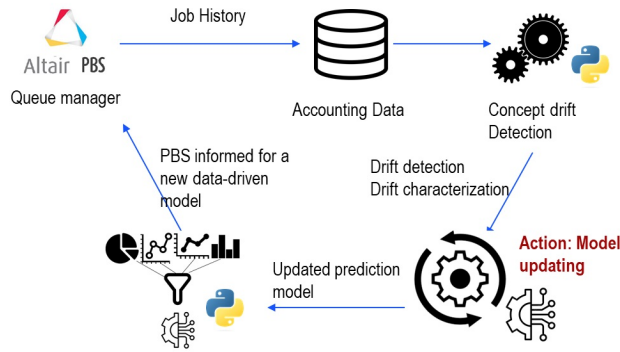 Job History
Altair PBS
Queue manager
Accounting Data
Concept drift
Detection
PBS informed for a
new data-driven
model
Drift detection
Drift characterization
Action: Model
updating
Updated prediction
model